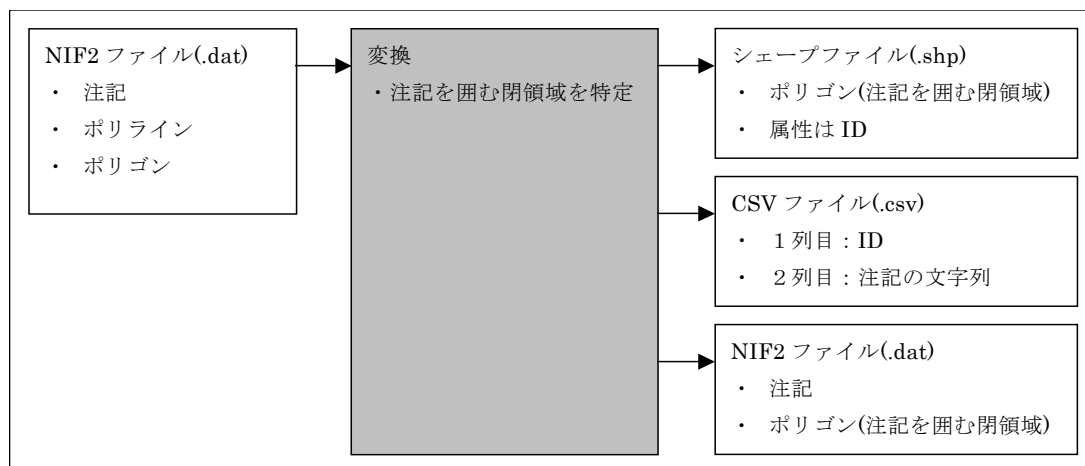 NIF2 ファイル(.dat)
・ 注記
・ ポリライン
・ ポリゴン
変換
・注記を囲む閉領域を特定
シェープファイル(.shp)
・ ポリゴン(注記を囲む閉領域)
・ 属性は ID
CSV ファイル(.csv)
・ １列目：ID
・ ２列目：注記の文字列
NIF2 ファイル(.dat)
・ 注記
・ ポリゴン(注記を囲む閉領域)